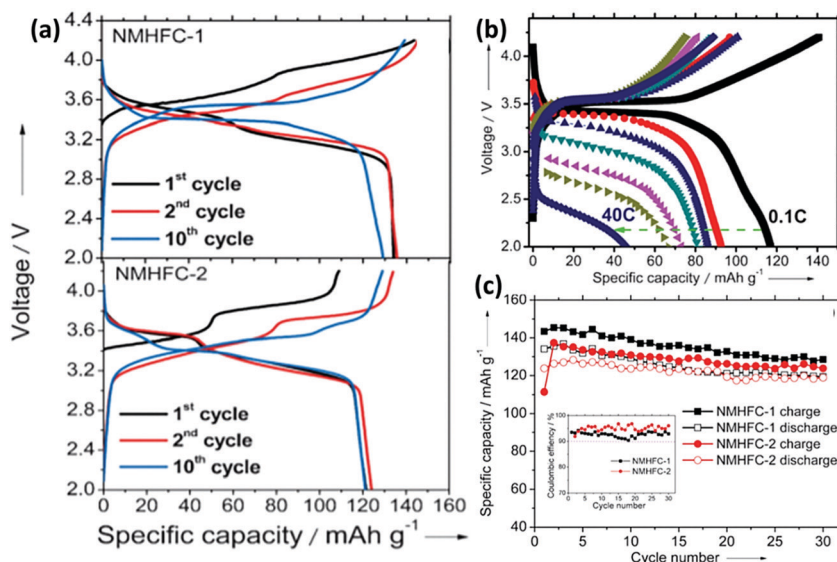 (a)
NMHFC-1
4.4
4.0
3.6
3.2
2.8
2.4
1st cycle
2nd cycle
10th cycle
NMHFC-2
4.0
3.6
3.2
2.8
2.4
2.0
1st cycle
2nd cycle
10th cycle
0 20 40 60 80 100 120 140 160
Voltage / V
Specific capacity / mAh g-1
(b)
4.5
4.0
3.5
3.0
2.5
2.0
Voltage / V
40C
0.1C
0 20 40 60 80 100 120 140 160
Specific capacity / mAh g-1
(c)
160
140
120
100
80
60
40
Specific capacity / mAh g-1
NMHFC-1 charge
NMHFC-1 discharge
NMHFC-2 charge
NMHFC-2 discharge
Coulombic effiency / %
100
90
80
70
NMHFC-1
NMHFC-2
0 5 10 15 20 25 30
Cycle number
0 5 10 15 20 25 30
Cycle number